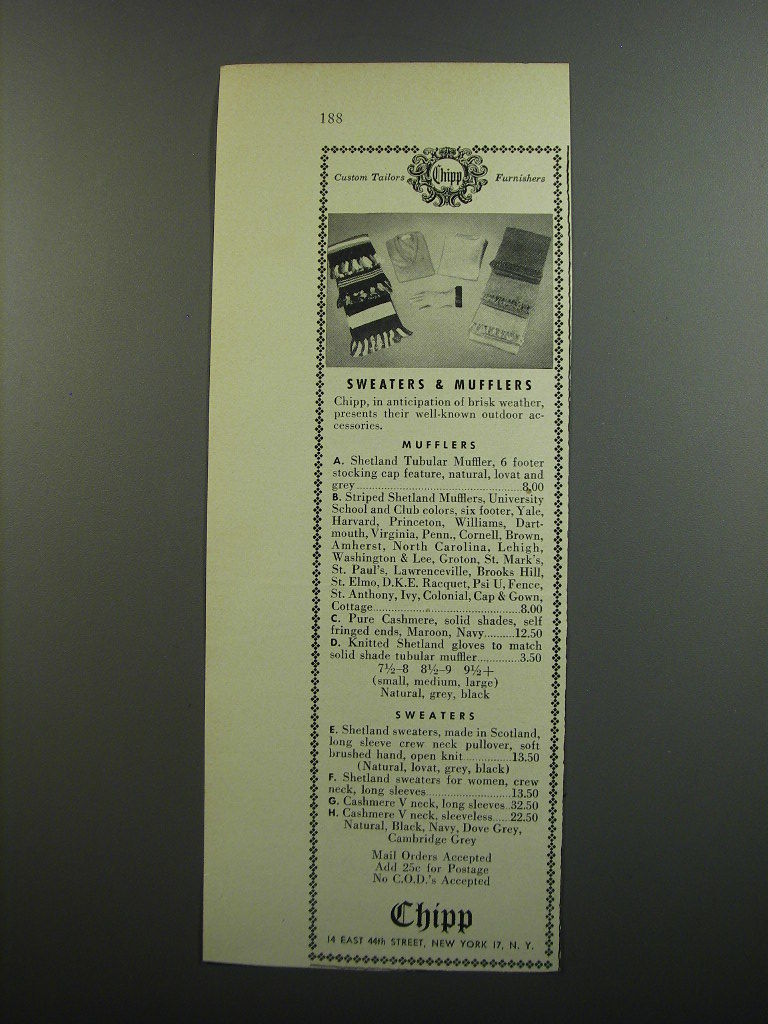 188
Custom Tailors Chipp Furnishers
SWEATERS & MUFFLERS
Chipp, in anticipation of brisk weather,
presents their well-known outdoor ac-
cessories.
MUFFLERS
A. Shetland Tubular Muffler, 6 footer
stocking cap feature, natural, lovat and
grey..............................................8.00
B. Striped Shetland Mufflers, University
School and Club colors, six footer, Yale,
Harvard, Princeton, Williams, Dart-
mouth, Virginia, Penn., Cornell, Brown,
Amherst, North Carolina, Lehigh,
Washington & Lee, Groton, St. Mark's,
St. Paul's, Lawrenceville, Brooks Hill,
St. Elmo, D.K.E. Racquet, Psi U, Fence,
St. Anthony, Ivy, Colonial, Cap & Gown,
Cottage........................................8.00
C. Pure Cashmere, solid shades, self
fringed ends, Maroon, Navy..........12.50
D. Knitted Shetland gloves to match
solid shade tubular muffler.............3.50
7½–8 8½–9 9½+
(small, medium, large)
Natural, grey, black
SWEATERS
E. Shetland sweaters, made in Scotland,
long sleeve crew neck pullover, soft
brushed hand, open knit................13.50
(Natural, lovat, grey, black)
F. Shetland sweaters for women, crew
neck, long sleeves..........................13.50
G. Cashmere V neck, long sleeves..32.50
H. Cashmere V neck, sleeveless.....22.50
Natural, Black, Navy, Dove Grey,
Cambridge Grey
Mail Orders Accepted
Add 25c for Postage
No C.O.D.'s Accepted
Chipp
14 EAST 44th STREET, NEW YORK 17, N. Y.